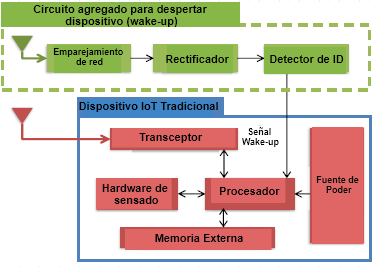 Circuito agregado para despertar
dispositivo (wake-up)
Emparejamiento
de red
Rectificador
Detector de ID
Dispositivo IoT Tradicional
Transceptor
Señal
Wake-up
Hardware de
sensado
Procesador
Fuente de
Poder
Memoria Externa